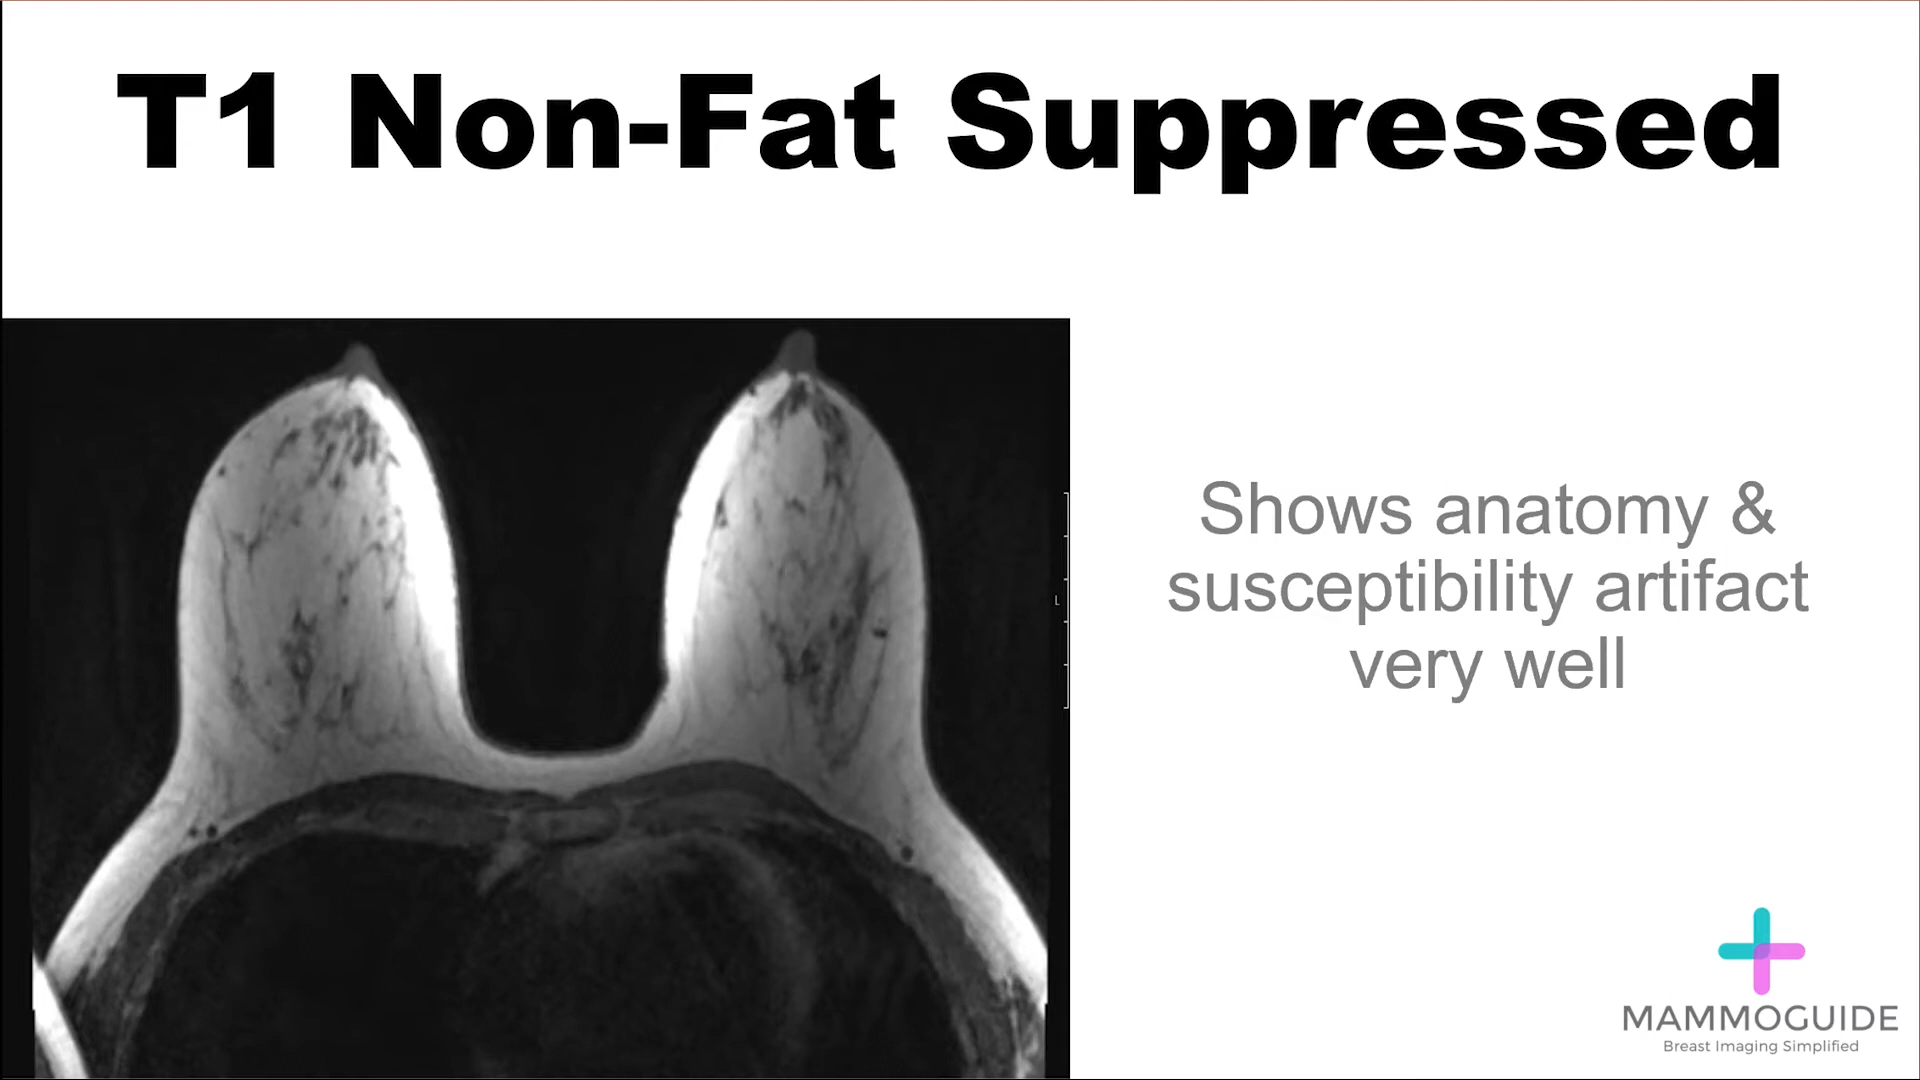 T1 Non-Fat Suppressed
Shows anatomy &
susceptibility artifact
very well
L
MAMMOGUIDE
Breast Imaging Simplified